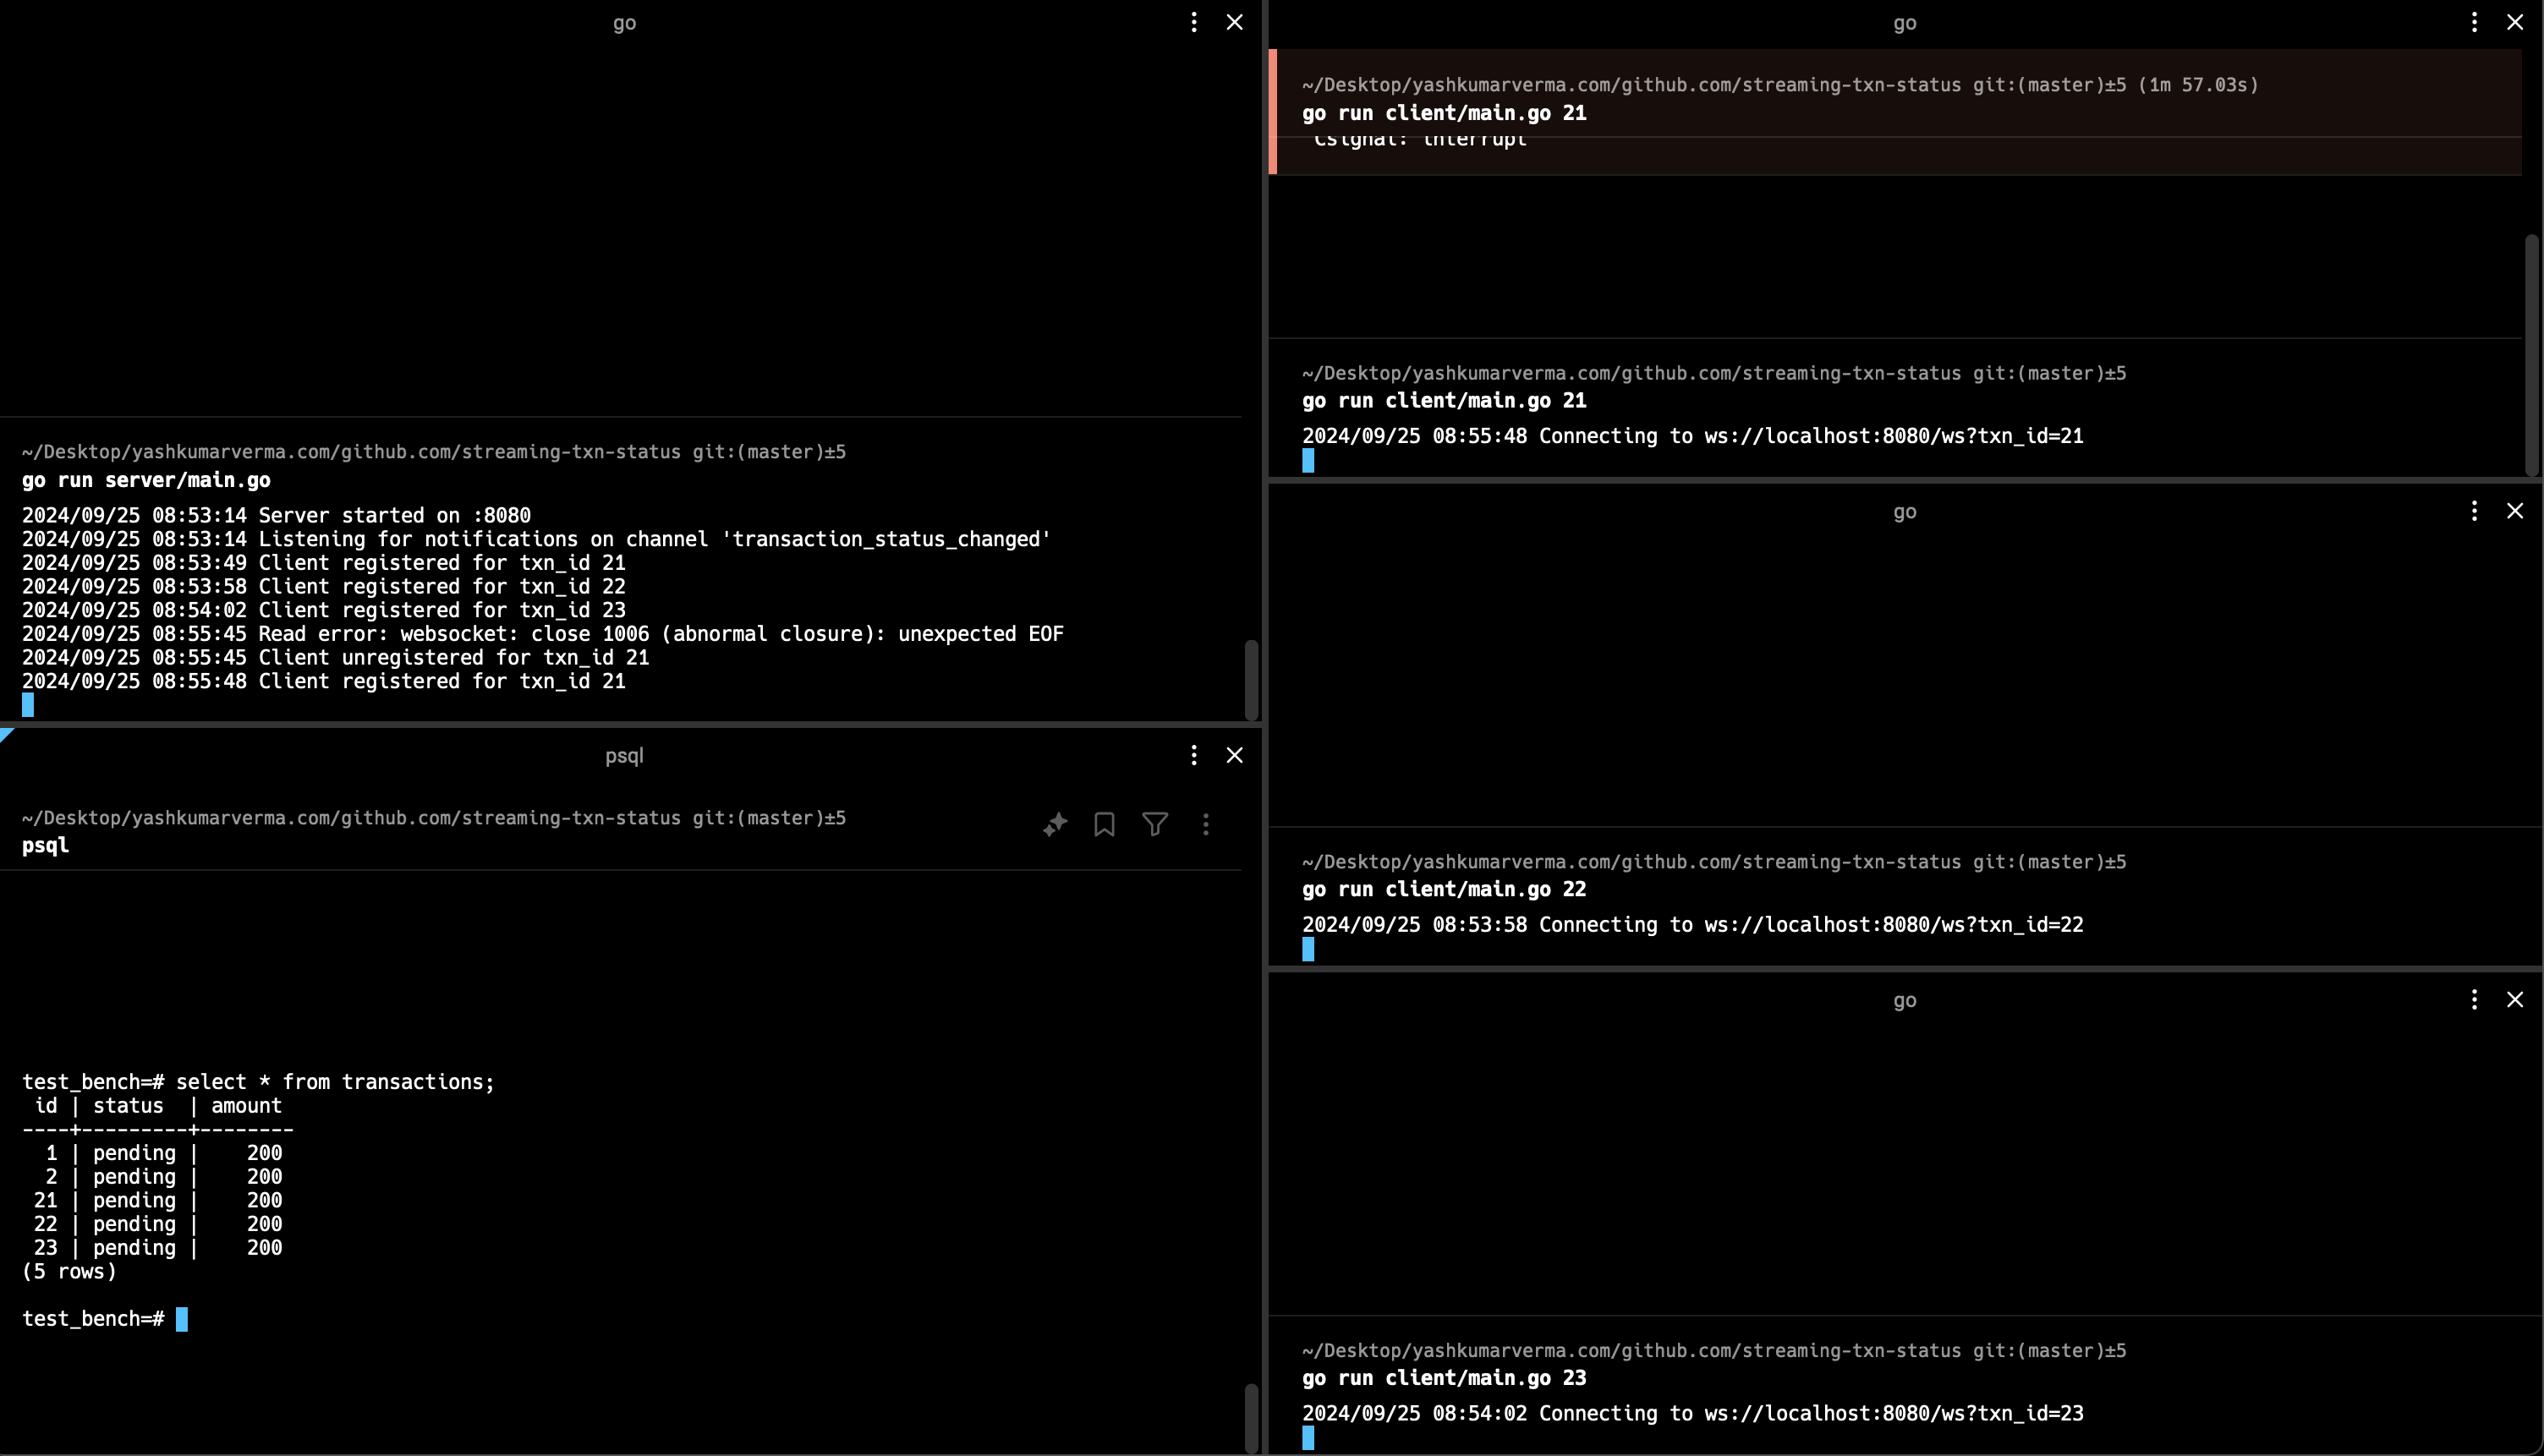 go
~/Desktop/yashkumarverma.com/github.com/streaming-txn-status git:(master)±5
go run server/main.go
2024/09/25 08:53:14 Server started on :8080
2024/09/25 08:53:14 Listening for notifications on channel 'transaction_status_changed'
2024/09/25 08:53:49 Client registered for txn_id 21
2024/09/25 08:53:58 Client registered for txn_id 22
2024/09/25 08:54:02 Client registered for txn_id 23
2024/09/25 08:55:45 Read error: websocket: close 1006 (abnormal closure): unexpected EOF
2024/09/25 08:55:45 Client unregistered for txn_id 21
2024/09/25 08:55:48 Client registered for txn_id 21
psql
~/Desktop/yashkumarverma.com/github.com/streaming-txn-status git:(master)±5
psql
test_bench=# select * from transactions;
 id | status  | amount
----+---------+--------
  1 | pending |    200
  2 | pending |    200
 21 | pending |    200
 22 | pending |    200
 23 | pending |    200
(5 rows)
test_bench=#
go
~/Desktop/yashkumarverma.com/github.com/streaming-txn-status git:(master)±5 (1m 57.03s)
go run client/main.go 21
^Csignal: interrupt
~/Desktop/yashkumarverma.com/github.com/streaming-txn-status git:(master)±5
go run client/main.go 21
2024/09/25 08:55:48 Connecting to ws://localhost:8080/ws?txn_id=21
go
~/Desktop/yashkumarverma.com/github.com/streaming-txn-status git:(master)±5
go run client/main.go 22
2024/09/25 08:53:58 Connecting to ws://localhost:8080/ws?txn_id=22
go
~/Desktop/yashkumarverma.com/github.com/streaming-txn-status git:(master)±5
go run client/main.go 23
2024/09/25 08:54:02 Connecting to ws://localhost:8080/ws?txn_id=23